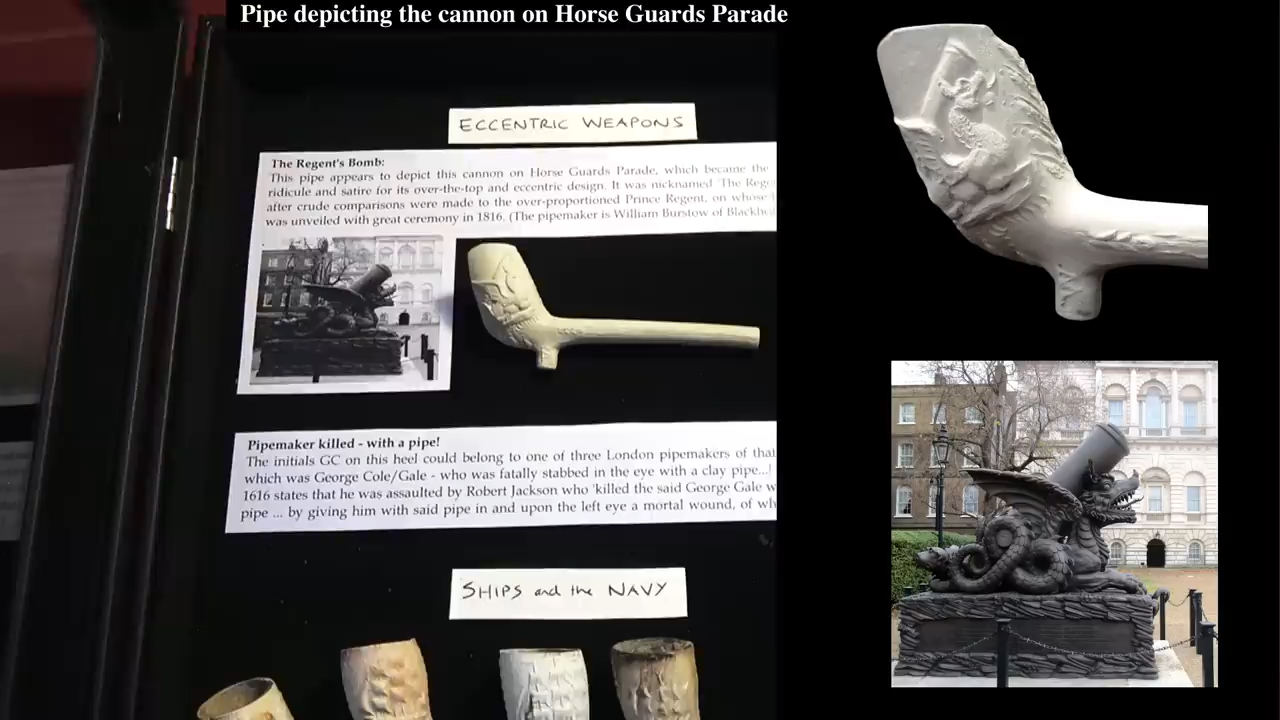 Pipe depicting the cannon on Horse Guards Parade
ECCENTRIC WEAPONS
The Regent's Bomb:
This pipe appears to depict this cannon on Horse Guards Parade, which became the
ridicule and satire for its over-the-top and eccentric design. It was nicknamed 'The
after crude comparisons were made to the over-proportioned Prince Regent, on whose
was unveiled with great ceremony in 1816. (The pipemaker is William Burstow of
Pipemaker killed - with a pipe!
The initials GC on this heel could belong to one of three London pipemakers of
which was George Cole/Gale - who was fatally stabbed in the eye with a clay pipe...!
1616 states that he was assaulted by Robert Jackson who 'killed the said George Gale
pipe ... by giving him with said pipe in and upon the left eye a mortal wound, of
SHIPS and the NAVY